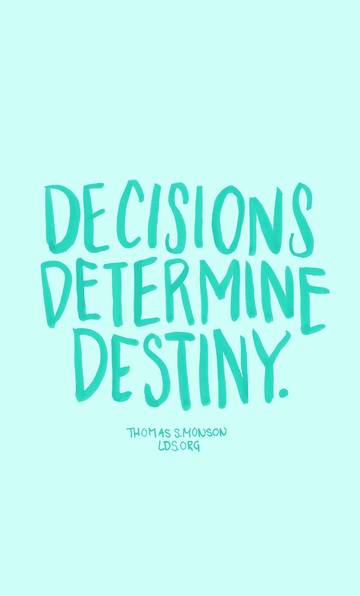 DECISIONS
DETERMINE
DESTINY.
THOMAS S. MONSON
LDS.ORG